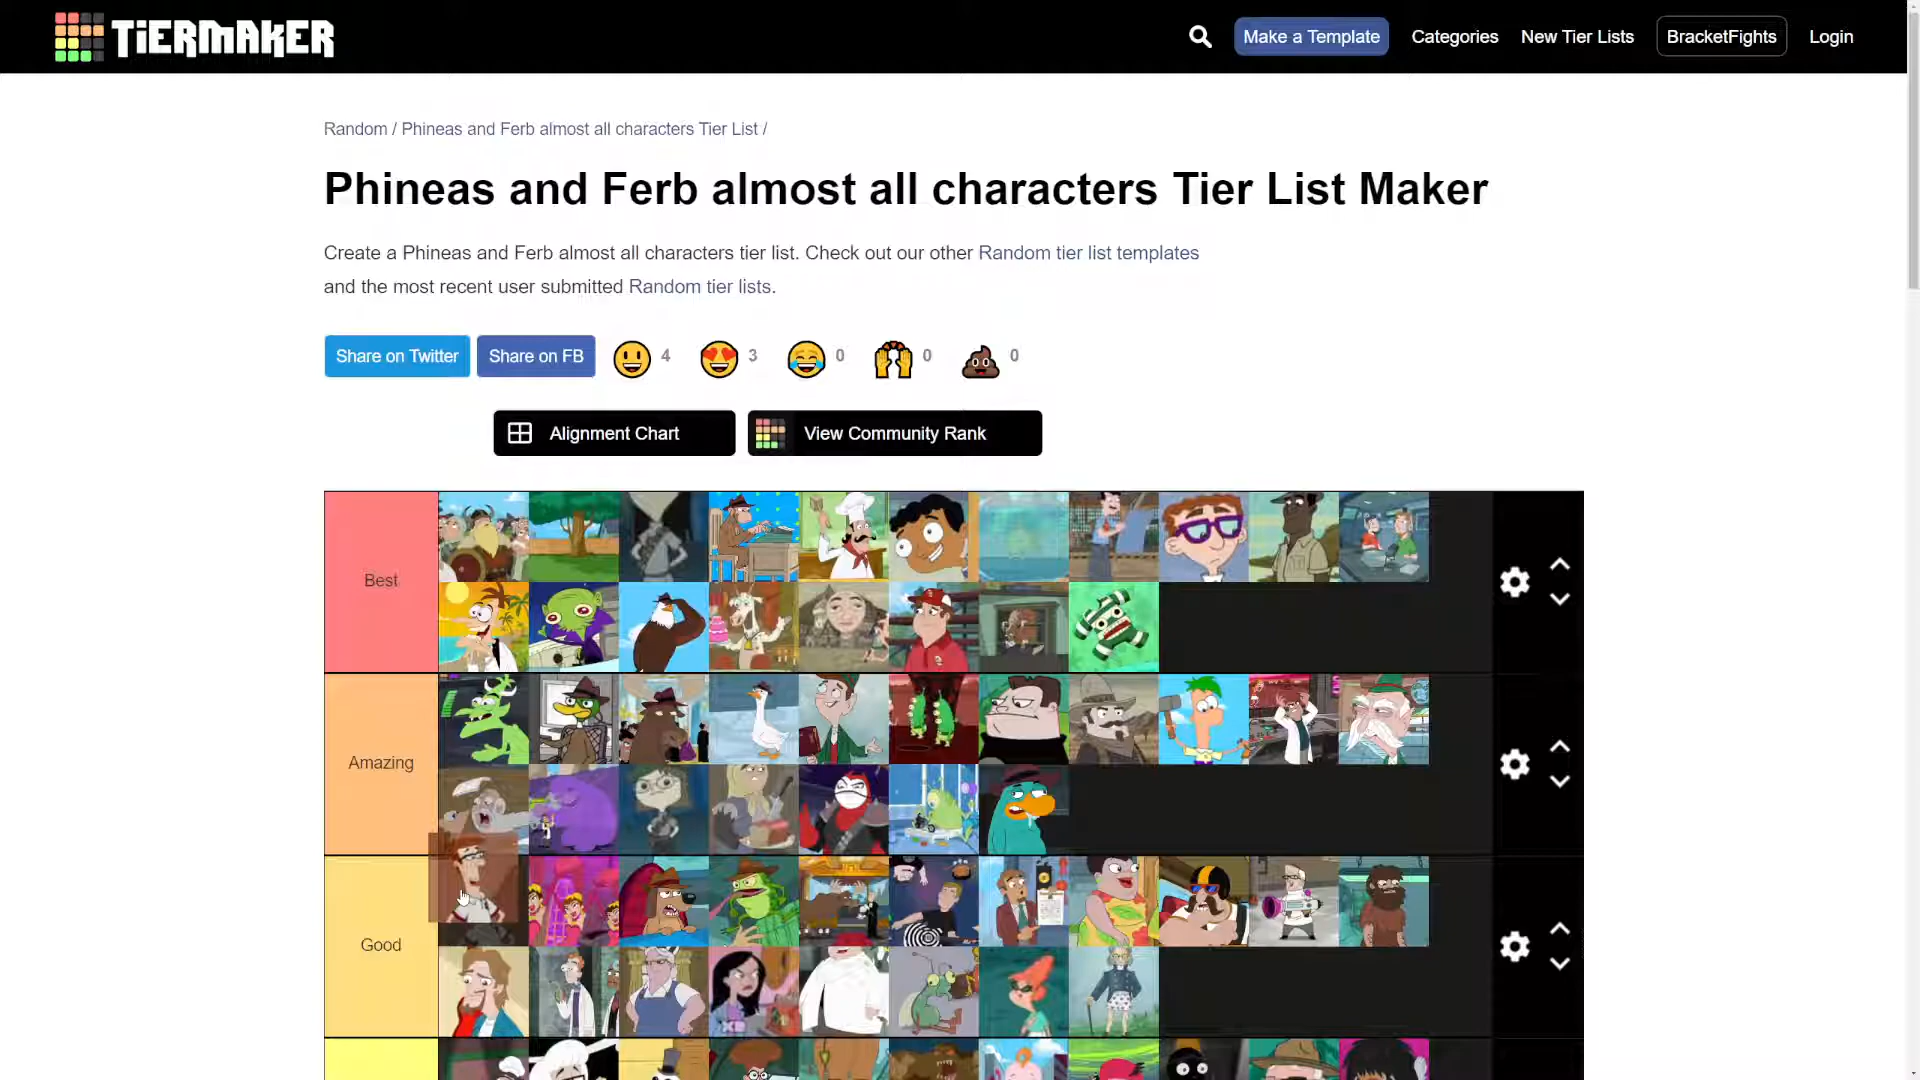 TiERMAKER
Make a Template
Categories
New Tier Lists
BracketFights
Login
Random / Phineas and Ferb almost all characters Tier List /
Phineas and Ferb almost all characters Tier List Maker
Create a Phineas and Ferb almost all characters tier list. Check out our other Random tier list templates
and the most recent user submitted Random tier lists.
Share on Twitter
Share on FB
4
3
0
0
0
Alignment Chart
View Community Rank
Best
Amazing
Good